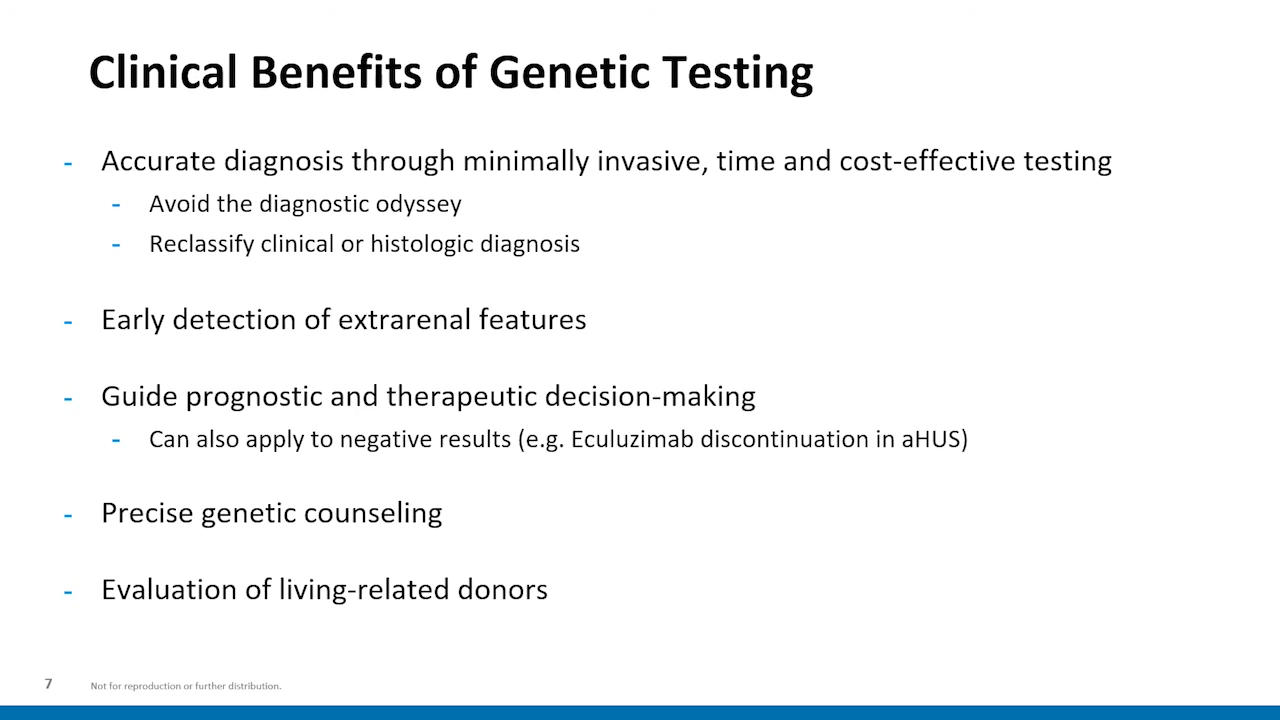 Clinical Benefits of Genetic Testing
- Accurate diagnosis through minimally invasive, time and cost-effective testing
- Avoid the diagnostic odyssey
- Reclassify clinical or histologic diagnosis
- Early detection of extrarenal features
- Guide prognostic and therapeutic decision-making
- Can also apply to negative results (e.g. Eculuzimab discontinuation in aHUS)
- Precise genetic counseling
- Evaluation of living-related donors
7 Not for reproduction or further distribution.